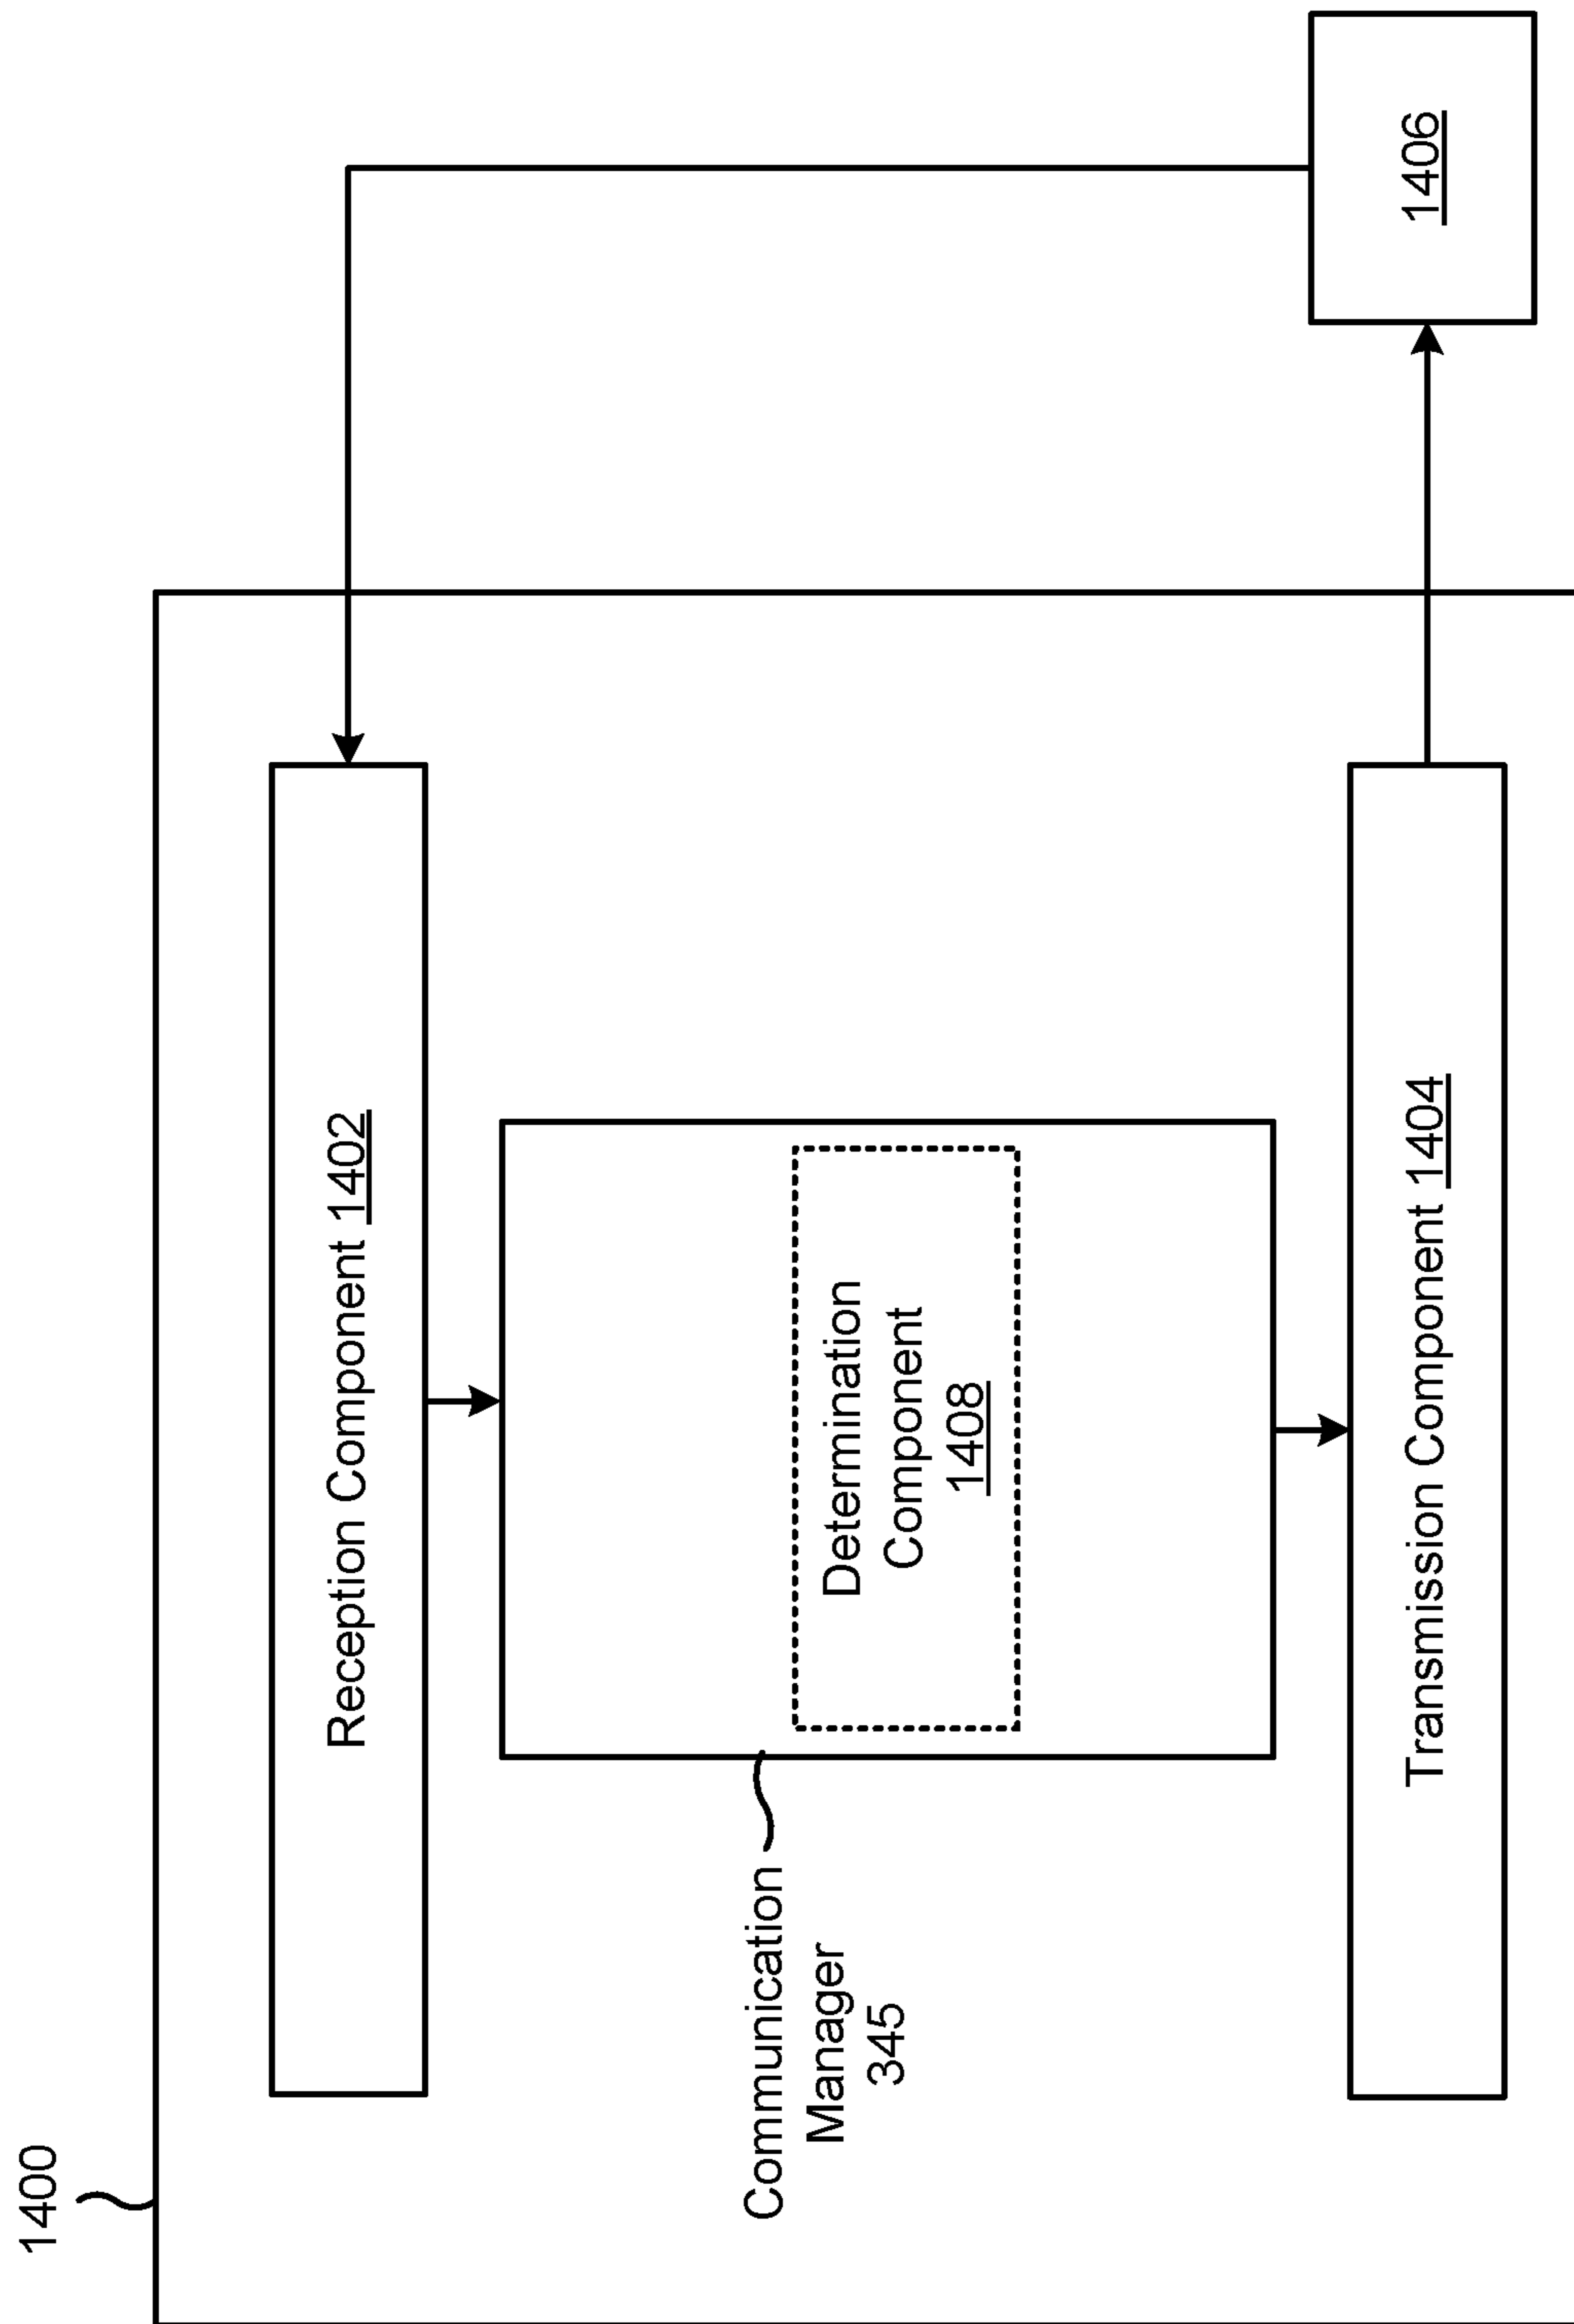 1400
Reception Component 1402
Communication
Manager
345
Determination
Component
1408
Transmission Component 1404
1406